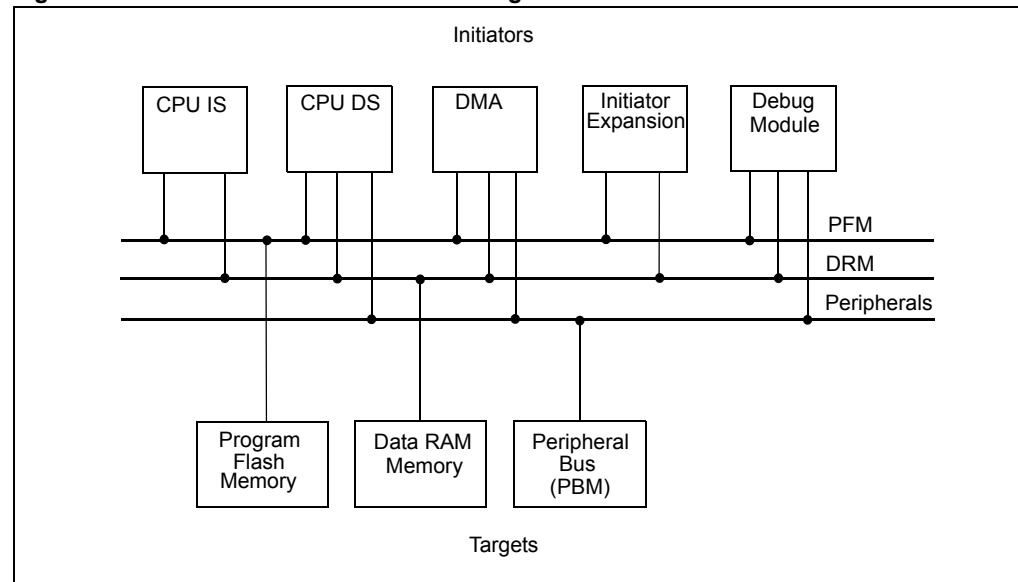 Initiators
CPU IS
CPU DS
DMA
Initiator
Expansion
Debug
Module
PFM
DRM
Peripherals
Program
Flash
Memory
Data RAM
Memory
Peripheral
Bus
(PBM)
Targets